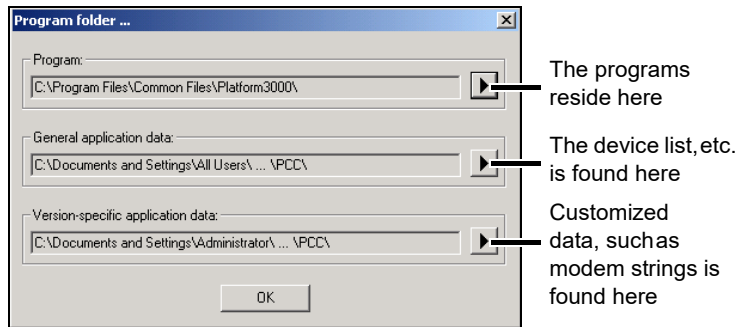 Program folder ...
Program:
C:\Program Files\Common Files\Platform3000\
The programs
reside here
General application data:
C:\Documents and Settings\All Users\ ... \PCC\
The device list, etc.
is found here
Version-specific application data:
C:\Documents and Settings\Administrator\ ... \PCC\
Customized
data, such as
modem strings is
found here
OK